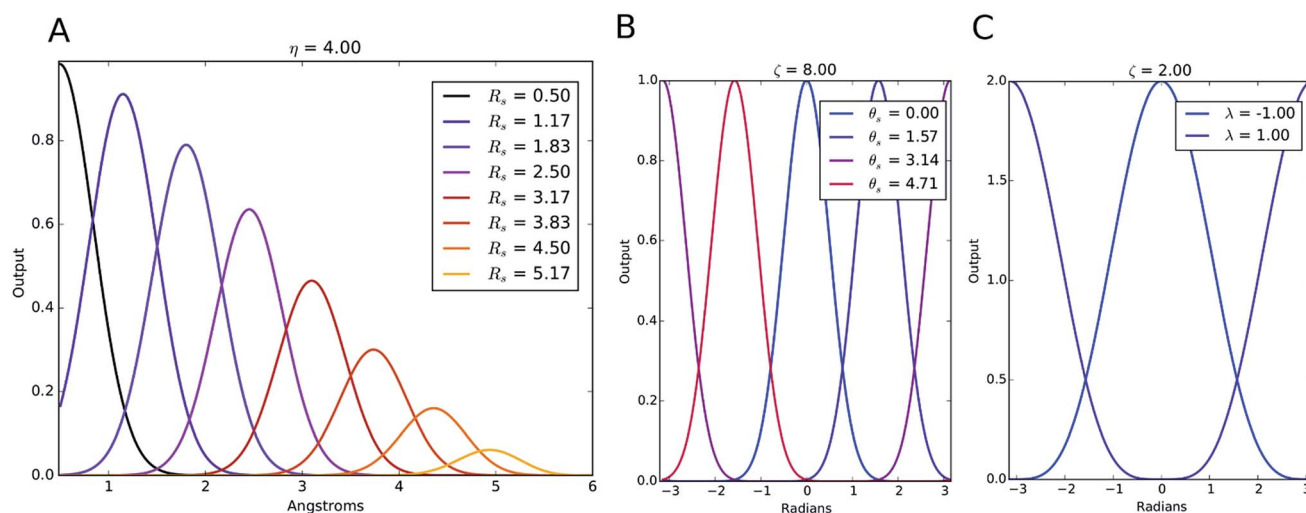 A
η = 4.00
Output
0.8
0.6
0.4
0.2
0.0
1 2 3 4 5 6
Angstroms
R_s = 0.50
R_s = 1.17
R_s = 1.83
R_s = 2.50
R_s = 3.17
R_s = 3.83
R_s = 4.50
R_s = 5.17
B
ζ = 8.00
Output
1.0
0.8
0.6
0.4
0.2
0.0
−3 −2 −1 0 1 2 3
Radians
θ_s = 0.00
θ_s = 1.57
θ_s = 3.14
θ_s = 4.71
C
ζ = 2.00
Output
2.0
1.5
1.0
0.5
0.0
−3 −2 −1 0 1 2 3
Radians
λ = -1.00
λ = 1.00